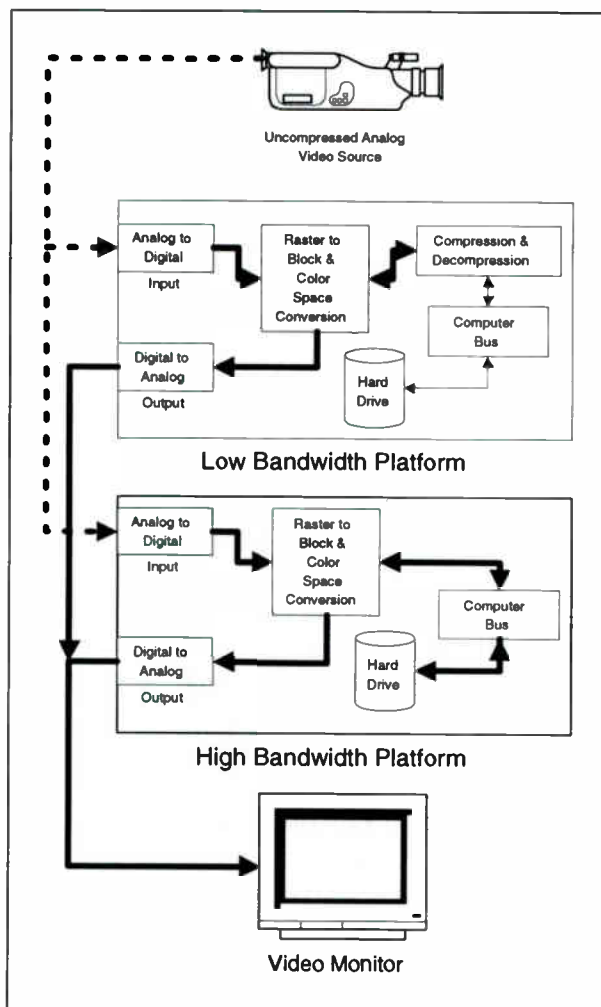 Uncompressed Analog
Video Source
Analog to
Digital
Input
Raster to
Block &
Color
Space
Conversion
Compression &
Decompression
Computer
Bus
Digital to
Analog
Output
Hard
Drive
Low Bandwidth Platform
Analog to
Digital
Input
Raster to
Block &
Color
Space
Conversion
Computer
Bus
Digital to
Analog
Output
Hard
Drive
High Bandwidth Platform
Video Monitor